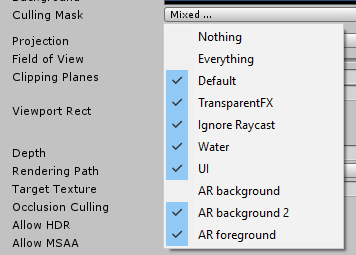 Culling Mask Mixed ...
Nothing
Projection
Everything
Field of View
Default
Clipping Planes
TransparentFX
Viewport Rect
Ignore Raycast
Water
Depth
UI
Rendering Path
AR background
Target Texture
Occlusion Culling
AR background 2
Allow HDR
AR foreground
Allow MSAA